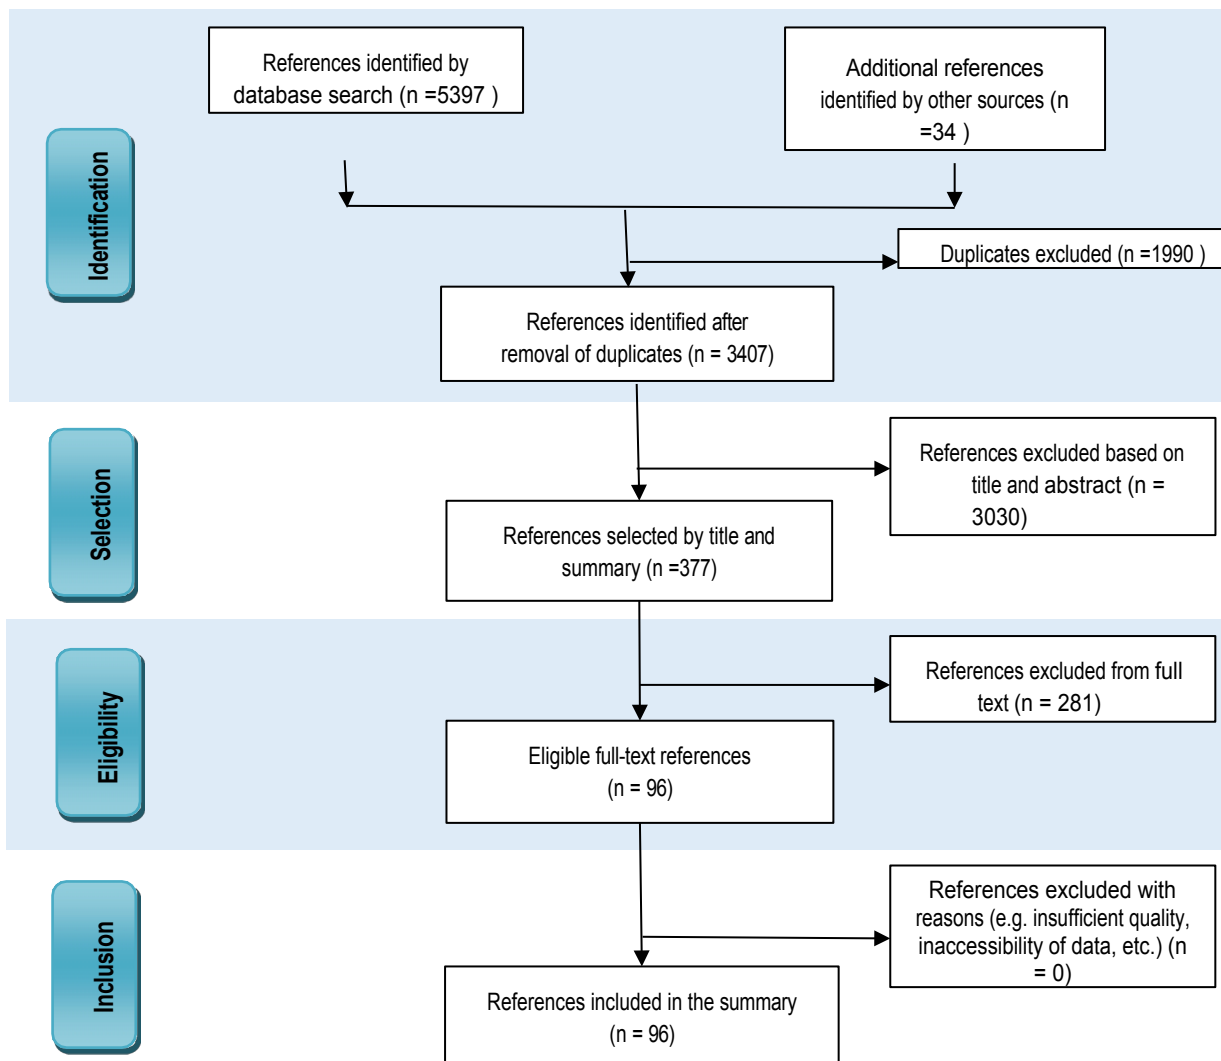 References identified by
database search (n =5397 )
Additional references
identified by other sources (n
=34 )
Identification
Duplicates excluded (n =1990 )
References identified after
removal of duplicates (n = 3407)
Selection
References excluded based on
title and abstract (n =
3030)
References selected by title and
summary (n =377)
Eligibility
References excluded from full
text (n = 281)
Eligible full-text references
(n = 96)
Inclusion
References excluded with
reasons (e.g. insufficient quality,
inaccessibility of data, etc.) (n
= 0)
References included in the summary
(n = 96)